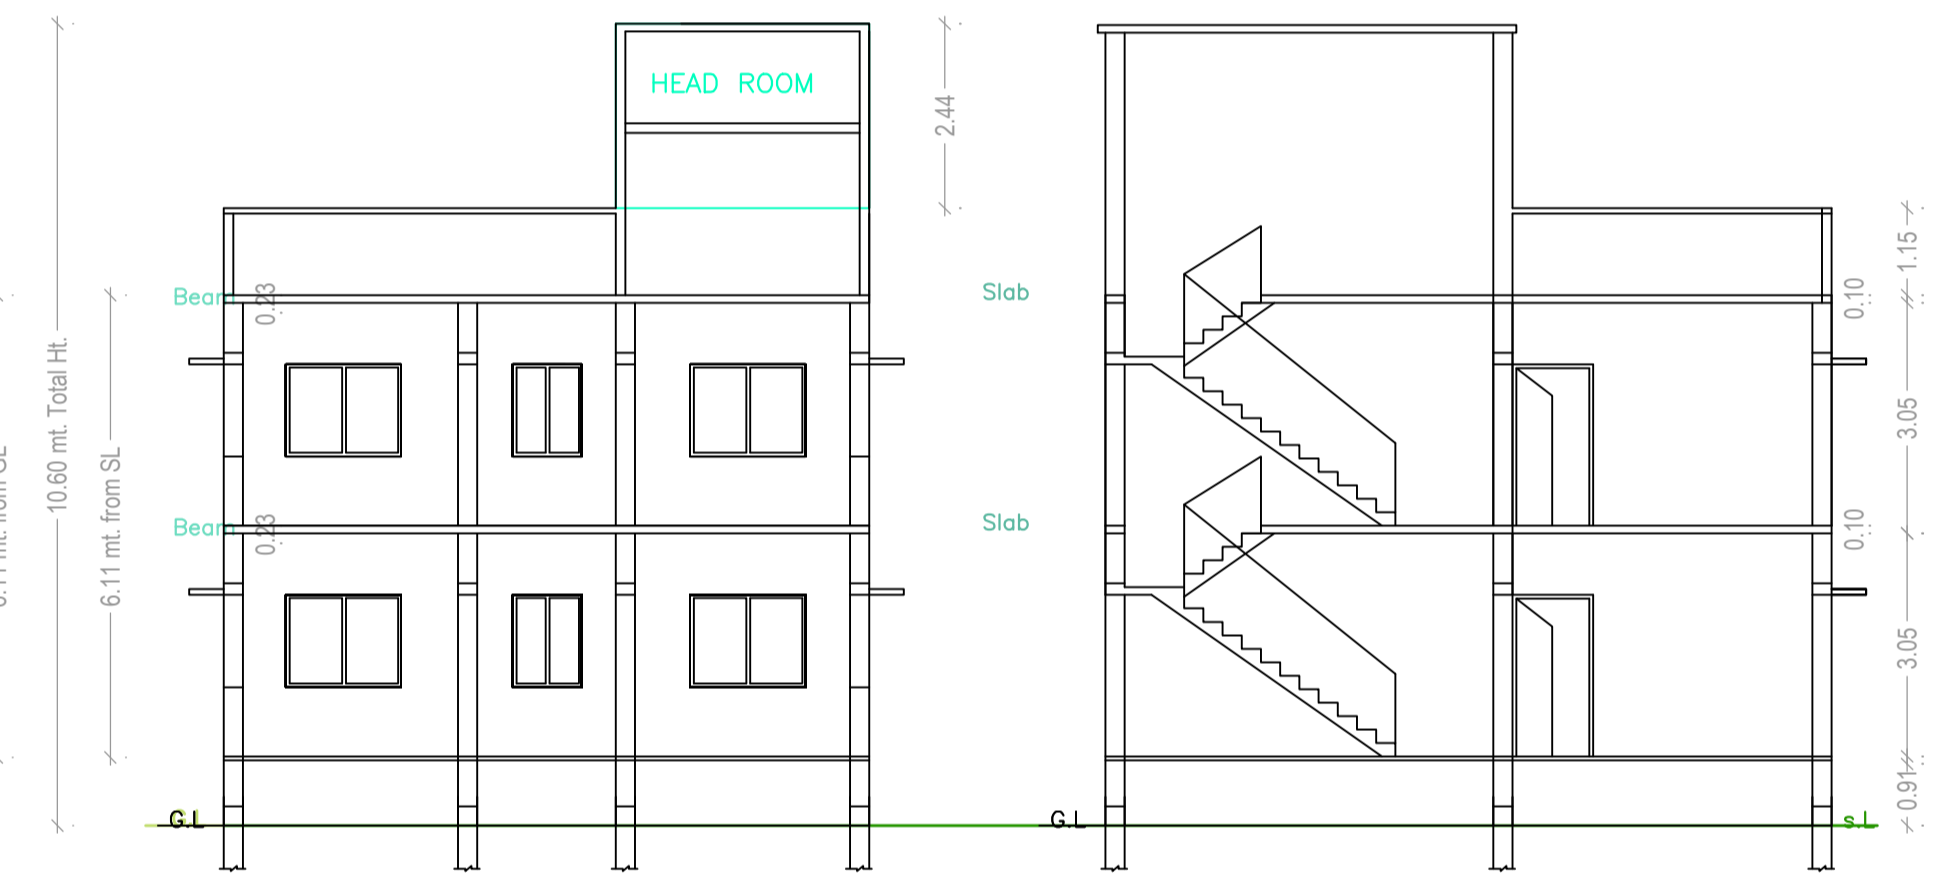 HEAD ROOM
2.44
10.60 mt. Total Ht.
6.11 mt. from SL
Beam
0.23
Slab
0.10
1.15
3.05
Beam
0.23
Slab
0.10
3.05
0.91
G.L
G.L
s.L